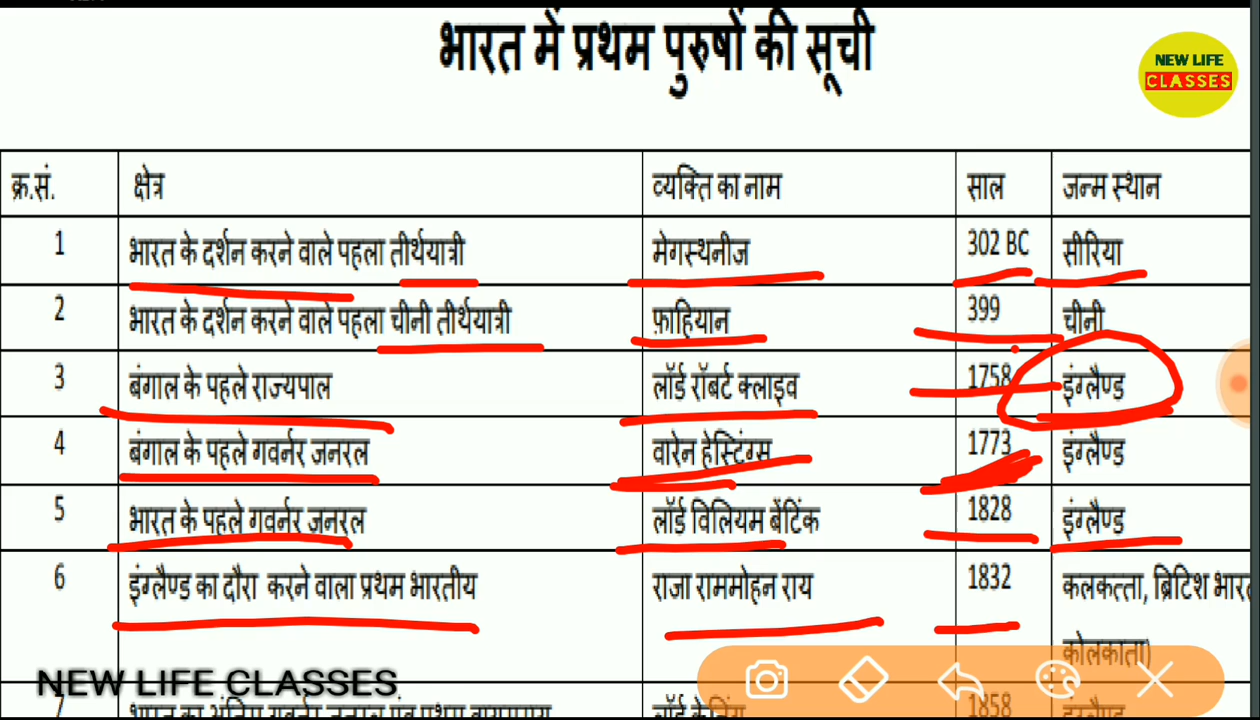 भारत में प्रथम पुरुषों की सूची
NEW LIFE
CLASSES
क्र.सं. क्षेत्र व्यक्ति का नाम साल जन्म स्थान
1 भारत के दर्शन करने वाले पहला तीर्थयात्री मेगस्थनीज 302 BC सीरिया
2 भारत के दर्शन करने वाले पहला चीनी तीर्थयात्री फ़ाहियान 399 चीनी
3 बंगाल के पहले राज्यपाल लॉर्ड रॉबर्ट क्लाइव 1758 इंग्लैण्ड
4 बंगाल के पहले गवर्नर जनरल वारेन हेस्टिंग्स 1773 इंग्लैण्ड
5 भारत के पहले गवर्नर जनरल लॉर्ड विलियम बेंटिंक 1828 इंग्लैण्ड
6 इंग्लैण्ड का दौरा करने वाला प्रथम भारतीय राजा राममोहन राय 1832 कलकत्ता, ब्रिटिश
कोलकाता)
NEW LIFE CLASSES
7 1858